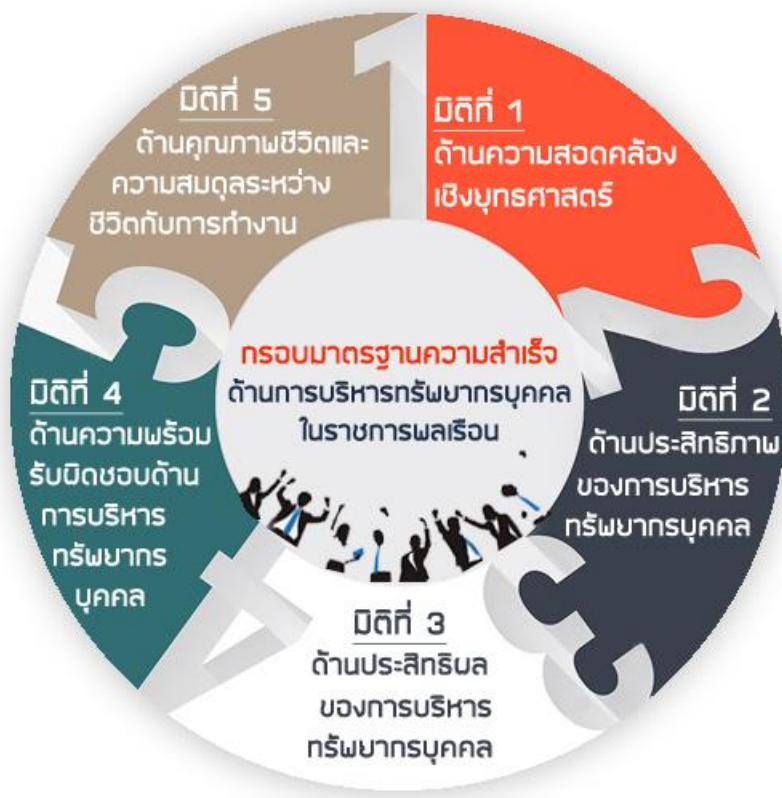 กรอบมาตรฐานความสำเร็จ
ด้านการบริหารทรัพยากรบุคคล
ในราชการพลเรือน
1
มิติที่ 1
ด้านความสอดคล้อง
เชิงยุทธศาสตร์
2
มิติที่ 2
ด้านประสิทธิภาพ
ของการบริหาร
ทรัพยากรบุคคล
3
มิติที่ 3
ด้านประสิทธิผล
ของการบริหาร
ทรัพยากรบุคคล
4
มิติที่ 4
ด้านความพร้อม
รับผิดชอบด้าน
การบริหาร
ทรัพยากร
บุคคล
5
มิติที่ 5
ด้านคุณภาพชีวิตและ
ความสมดุลระหว่าง
ชีวิตกับการทำงาน